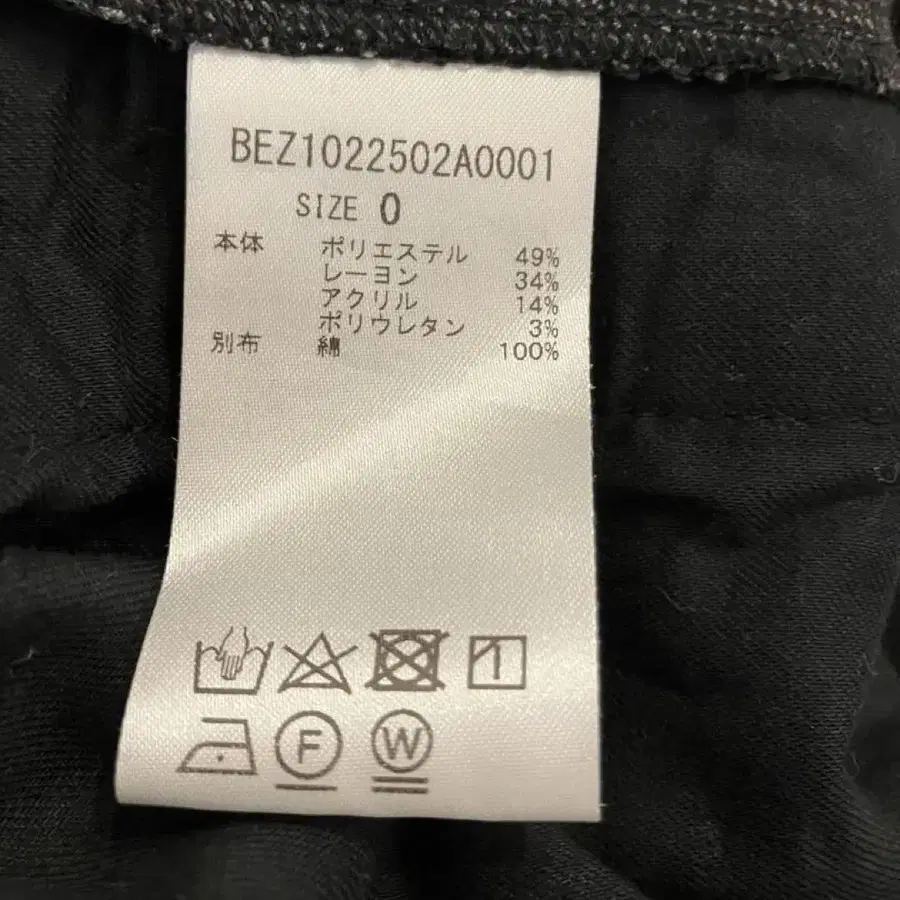 BEZ1022502A0001
SIZE 0
本体 ポリエステル 49%
レーヨン 34%
アクリル 14%
ポリウレタン 3%
別布 綿 100%
F W